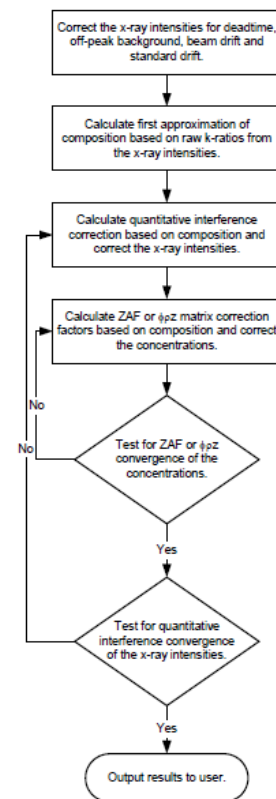 Correct the x-ray intensities for deadtime,
off-peak background, beam drift and
standard drift.
Calculate first approximation of
composition based on raw k-ratios from
the x-ray intensities.
Calculate quantitative interference
correction based on composition and
correct the x-ray intensities.
Calculate ZAF or ϕρz matrix correction
factors based on composition and correct
the concentrations.
No
No
Test for ZAF or ϕρz
convergence of the
concentrations.
Yes
Test for quantitative
interference convergence
of the x-ray intensities.
Yes
Output results to user.